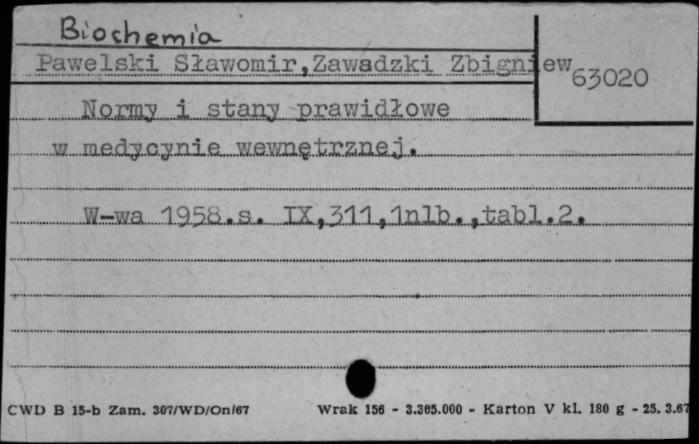 Biochemia
Pawelski Sławomir,Zawadzki Zbigniew
63020
Normy i stany prawidłowe
w medycynie wewnętrznej.
W-wa 1958.s. IX,311,1nlb.,tabl.2.
CWD B 15-b Zam. 307/WD/On/67 Wrak 156 - 3.365.000 - Karton V kl. 180 g - 25. 3.67